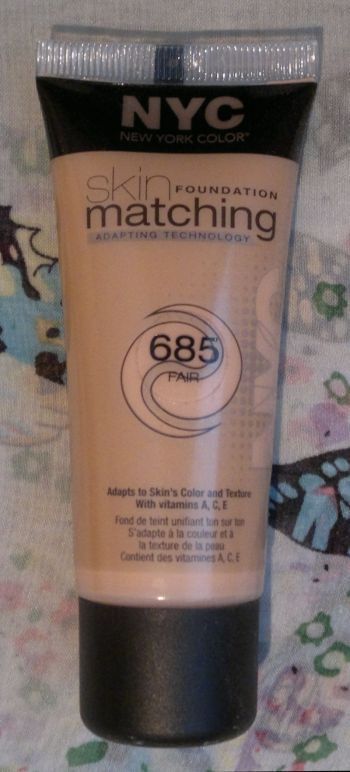 NYC
NEW YORK COLOR
skin FOUNDATION
matching
ADAPTING TECHNOLOGY
685
FAIR
Adapts to Skin's Color and Texture
With vitamins A, C, E
Fond de teint unifiant ton sur ton
S'adapte à la couleur et à
la texture de la peau
Contient des vitamines A, C, E